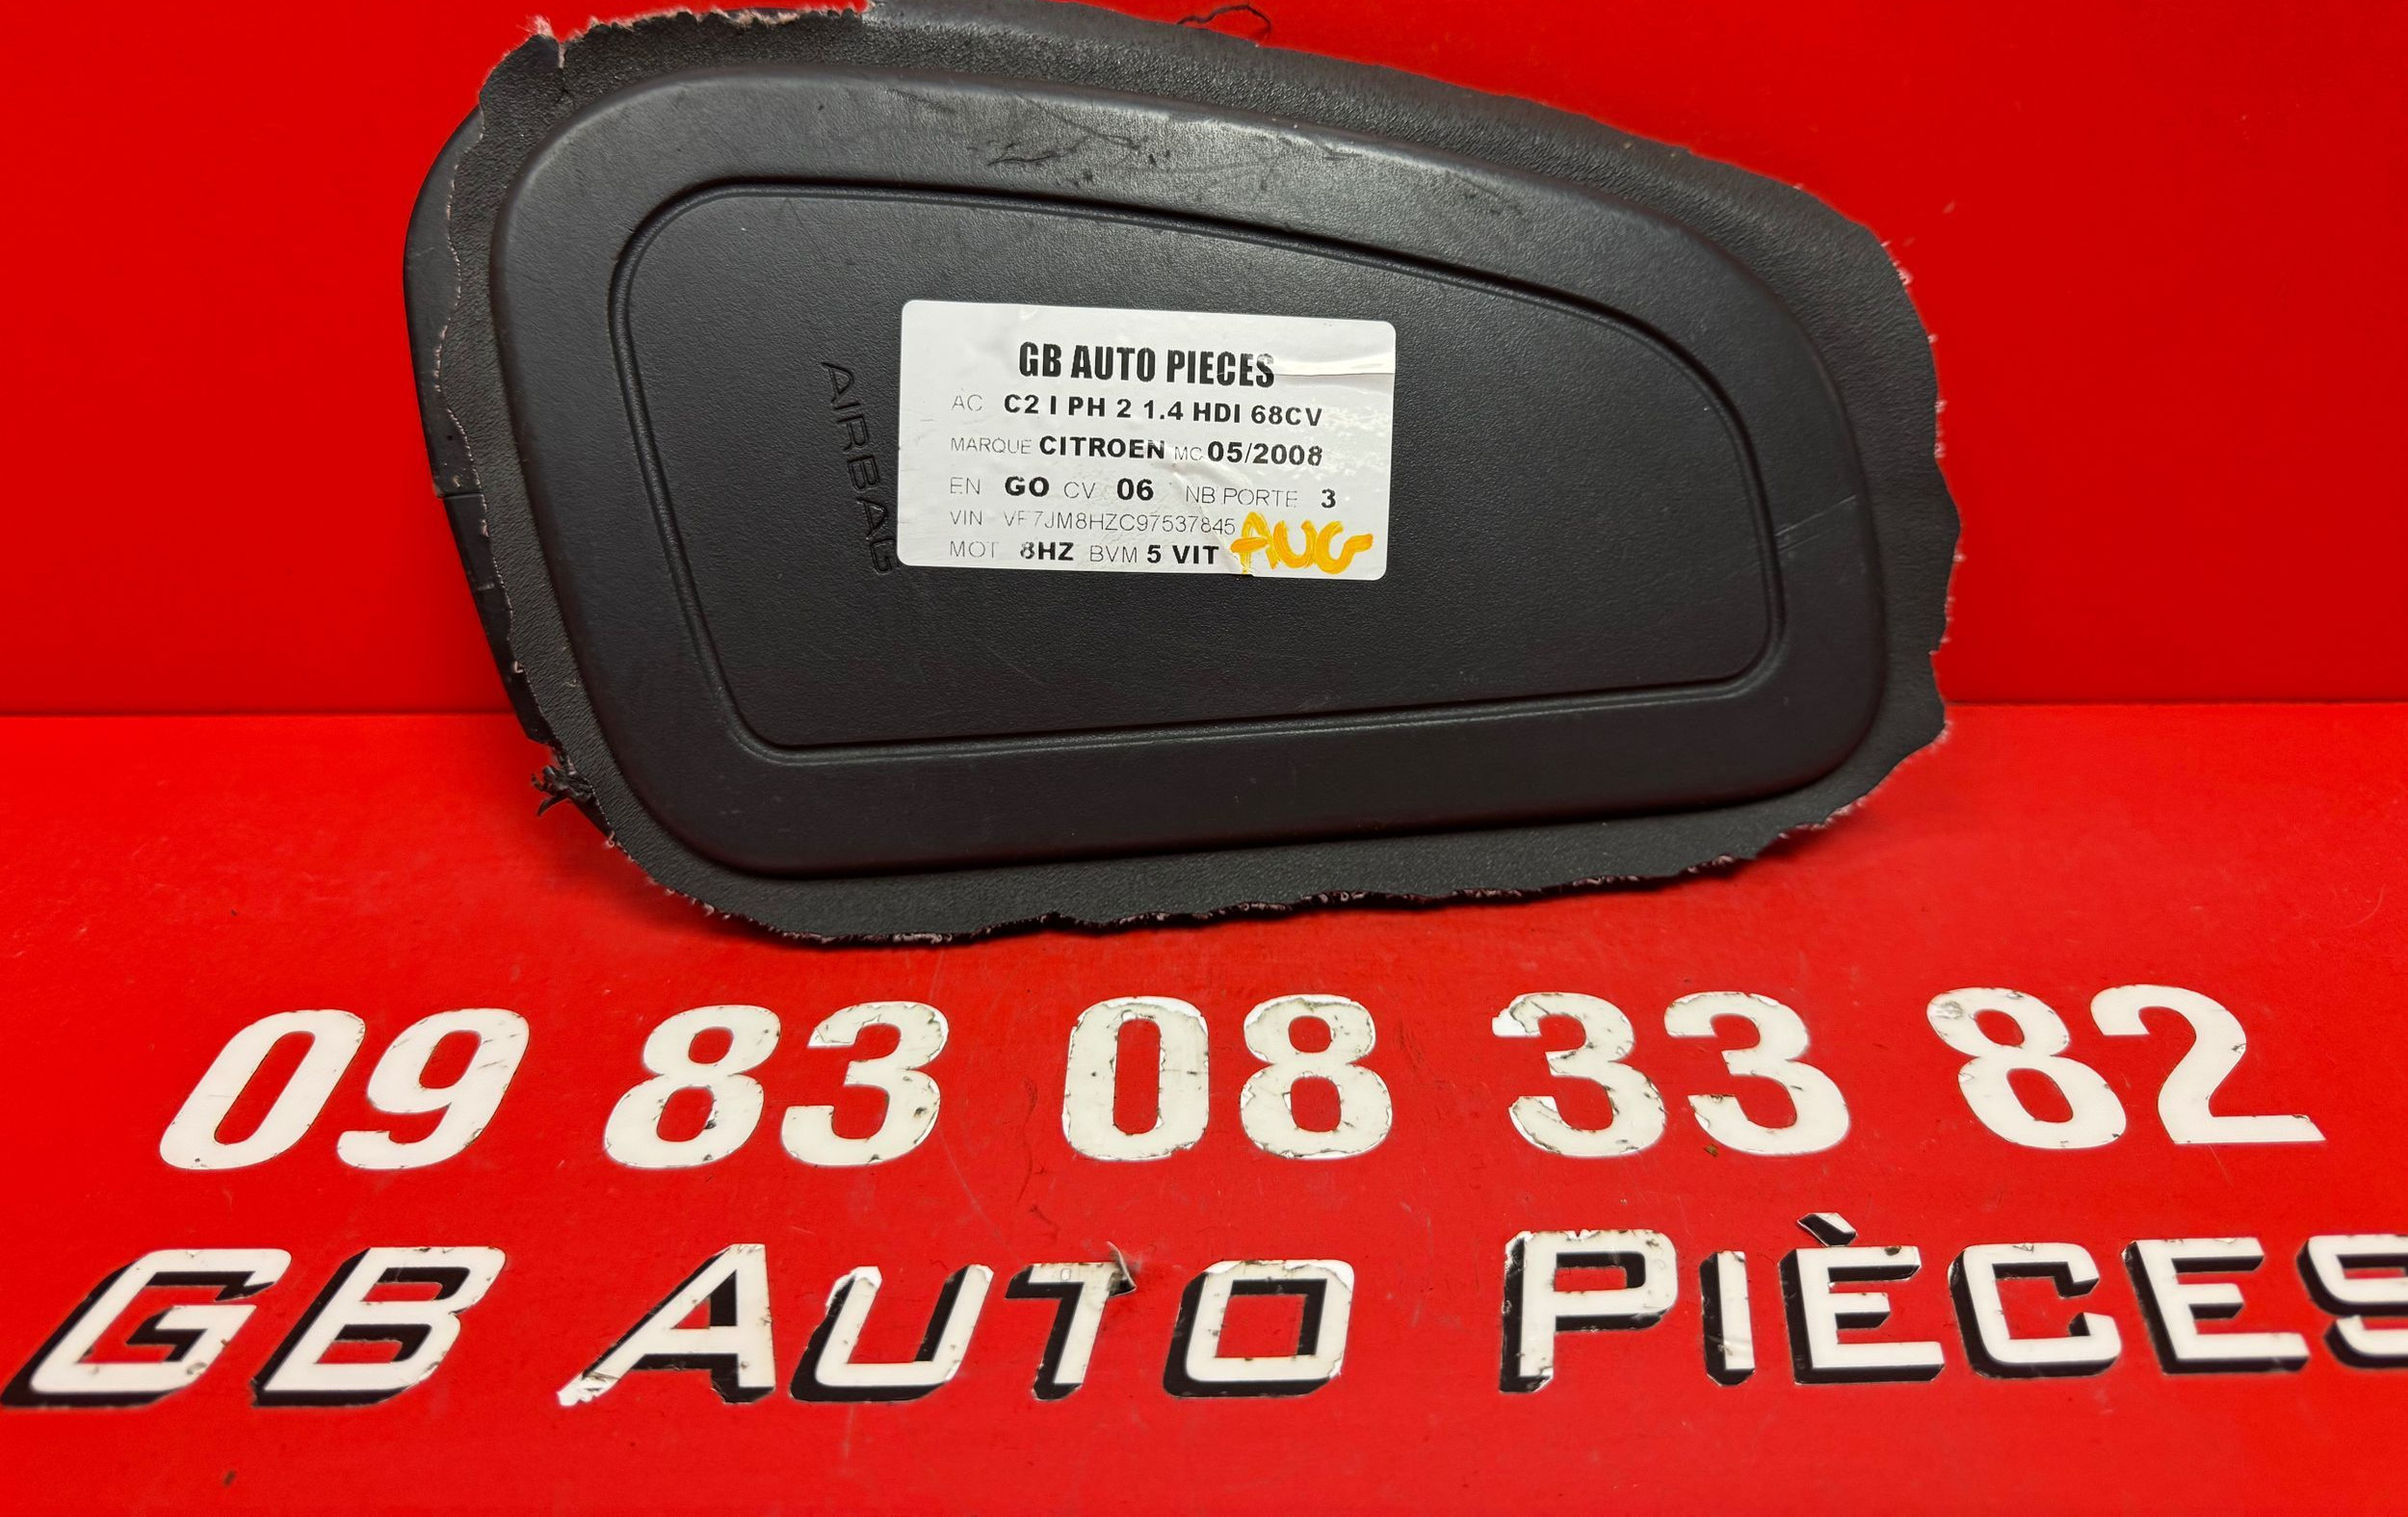 AIRBAG
GB AUTO PIECES
AC C2 I PH 2 1.4 HDI 68CV
MARQUE CITROEN MC 05/2008
EN GO CV 06 NB PORTE 3
VIN VF7JM8HZC97537845
MOT 8HZ BVM 5 VIT AUG
09 83 08 33 82
GB AUTO PIÈCES